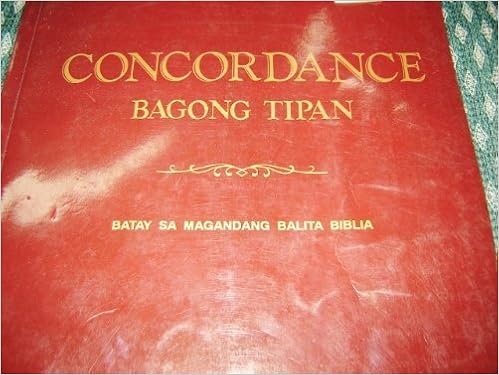 CONCORDANCE
BAGONG TIPAN
BATAY SA MAGANDANG BALITA BIBLIA